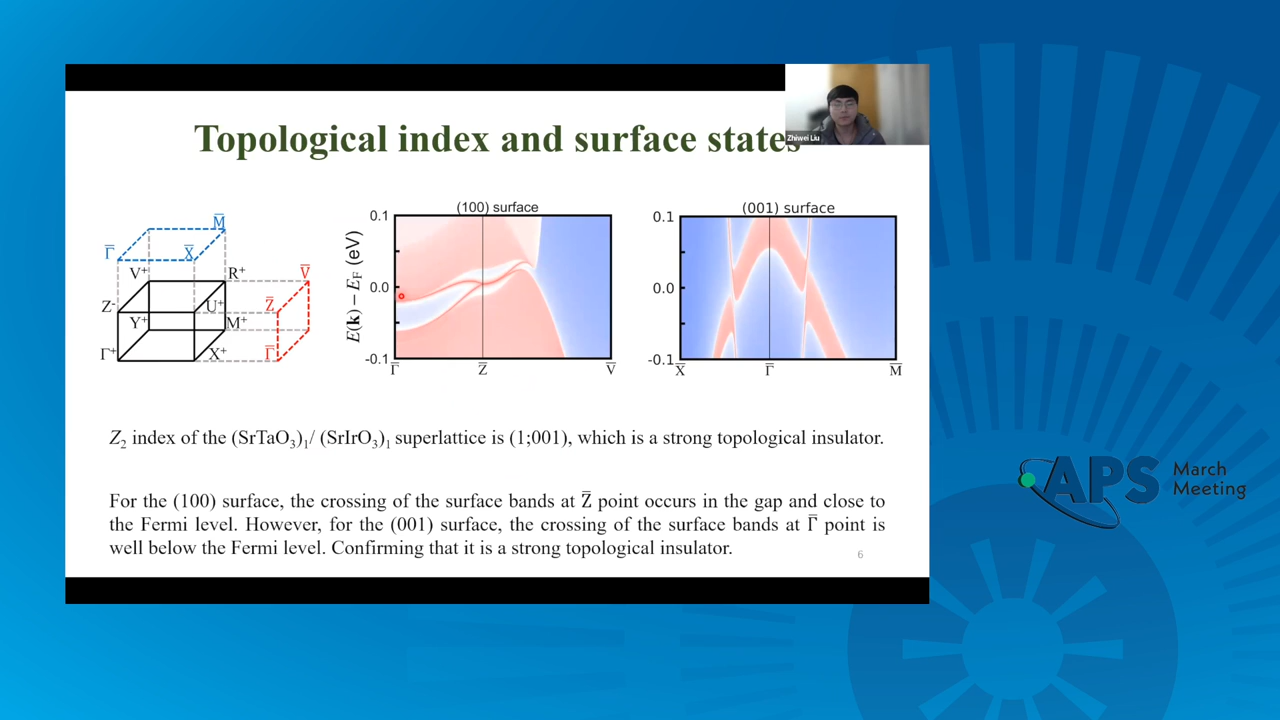 Topological index and surface states
Zhiwei Liu
M̅
Γ̅
X̅
V⁺
R⁺
V̅
Z⁻
U⁺
Z̅
Y⁺
M⁺
Γ⁺
X⁺
Γ̅
(100) surface
E(k) − E_F (eV)
0.1
0.0
-0.1
Γ̅ Z̅ V̅
(001) surface
0.1
0.0
-0.1
X̅ Γ̅ M̅
Z₂ index of the (SrTaO₃)₁/ (SrIrO₃)₁ superlattice is (1;001), which is a strong topological insulator.
For the (100) surface, the crossing of the surface bands at Z̅ point occurs in the gap and close to
the Fermi level. However, for the (001) surface, the crossing of the surface bands at Γ̅ point is
well below the Fermi level. Confirming that it is a strong topological insulator.
6
APS
March
Meeting